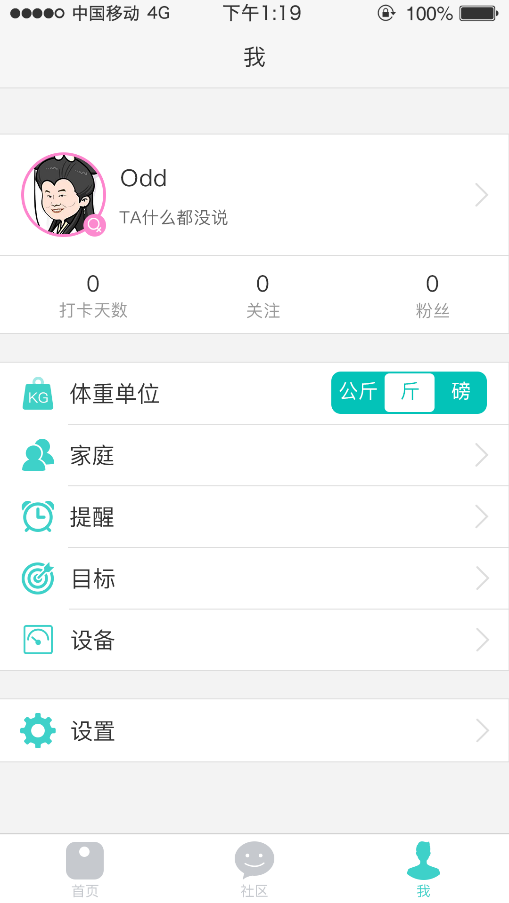 中国移动 4G 下午1:19 100%
我
Odd
TA什么都没说
0 0 0
打卡天数 关注 粉丝
KG 体重单位 公斤 斤 磅
家庭
提醒
目标
设备
设置
首页 社区 我